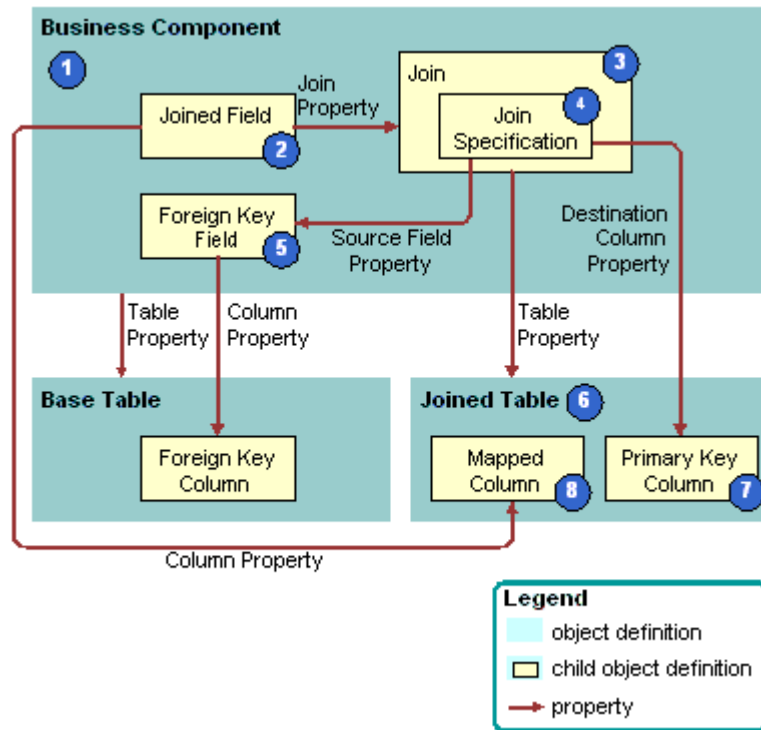 Business Component
1
Joined Field
2
Join
Property
Join
3
Join
Specification
4
Foreign Key
Field
5
Source Field
Property
Destination
Column
Property
Table
Property
Column
Property
Table
Property
Base Table
Foreign Key
Column
Joined Table
6
Mapped
Column
8
Primary Key
Column
7
Column Property
Legend
object definition
child object definition
property